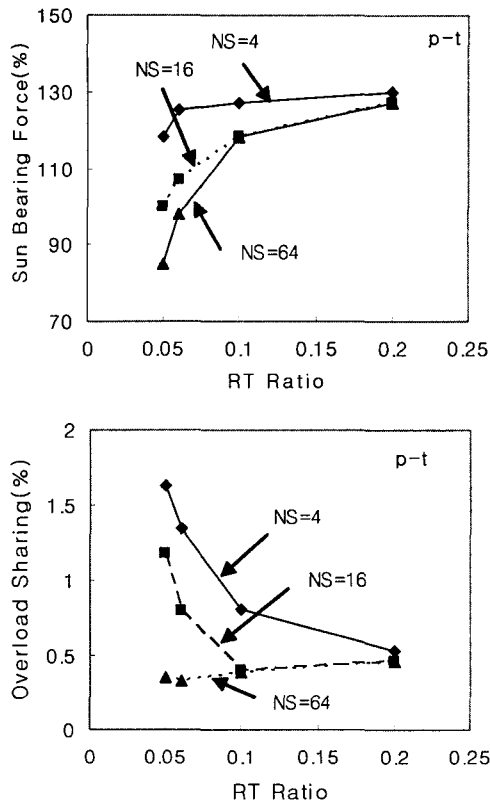 150
130
110
90
70
Sun Bearing Force(%)
p-t
NS=4
NS=16
NS=64
0 0.05 0.1 0.15 0.2 0.25
RT Ratio
2
1.5
1
0.5
0
Overload Sharing(%)
p-t
NS=4
NS=16
NS=64
0 0.05 0.1 0.15 0.2 0.25
RT Ratio